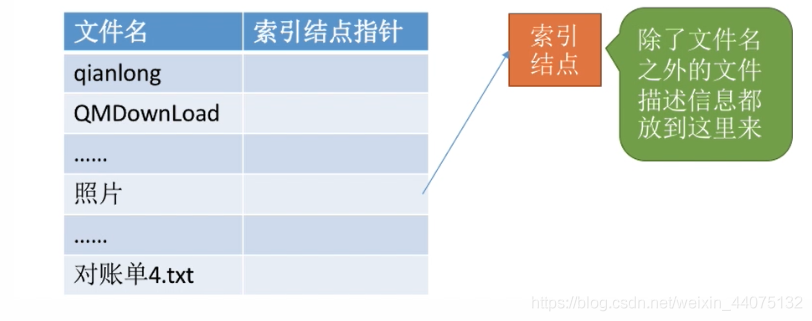 文件名 索引结点指针
qianlong
QMDownLoad
……
照片
……
对账单4.txt
索引
结点
除了文件名
之外的文件
描述信息都
放到这里来
https://blog.csdn.net/weixin_44075132